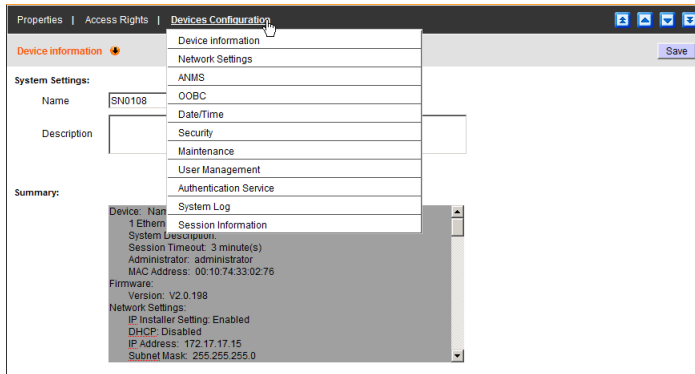 Properties | Access Rights | Devices Configuration
Device information
Save
Device information
Network Settings
ANMS
OOBC
Date/Time
Security
Maintenance
User Management
Authentication Service
System Log
Session Information
System Settings:
Name SN0108
Description
Summary:
Device: Nam
1 Ethern
System Description:
Session Timeout: 3 minute(s)
Administrator: administrator
MAC Address: 00:10:74:33:02:76
Firmware:
Version: V2.0.198
Network Settings:
IP Installer Setting: Enabled
DHCP: Disabled
IP Address: 172.17.17.15
Subnet Mask: 255.255.255.0